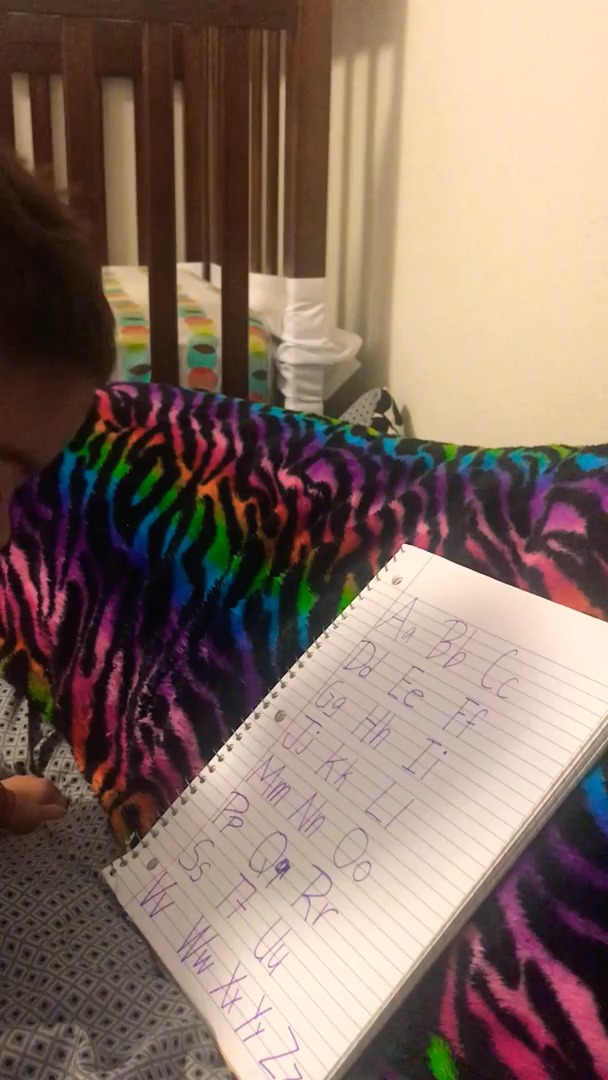 Aa Bb Cc
Dd Ee Ff
Gg Hh Ii
Jj Kk Ll
Mm Nn Oo
Pp Qq Rr
Ss Tt Uu
Vv Ww Xx Yy Zz